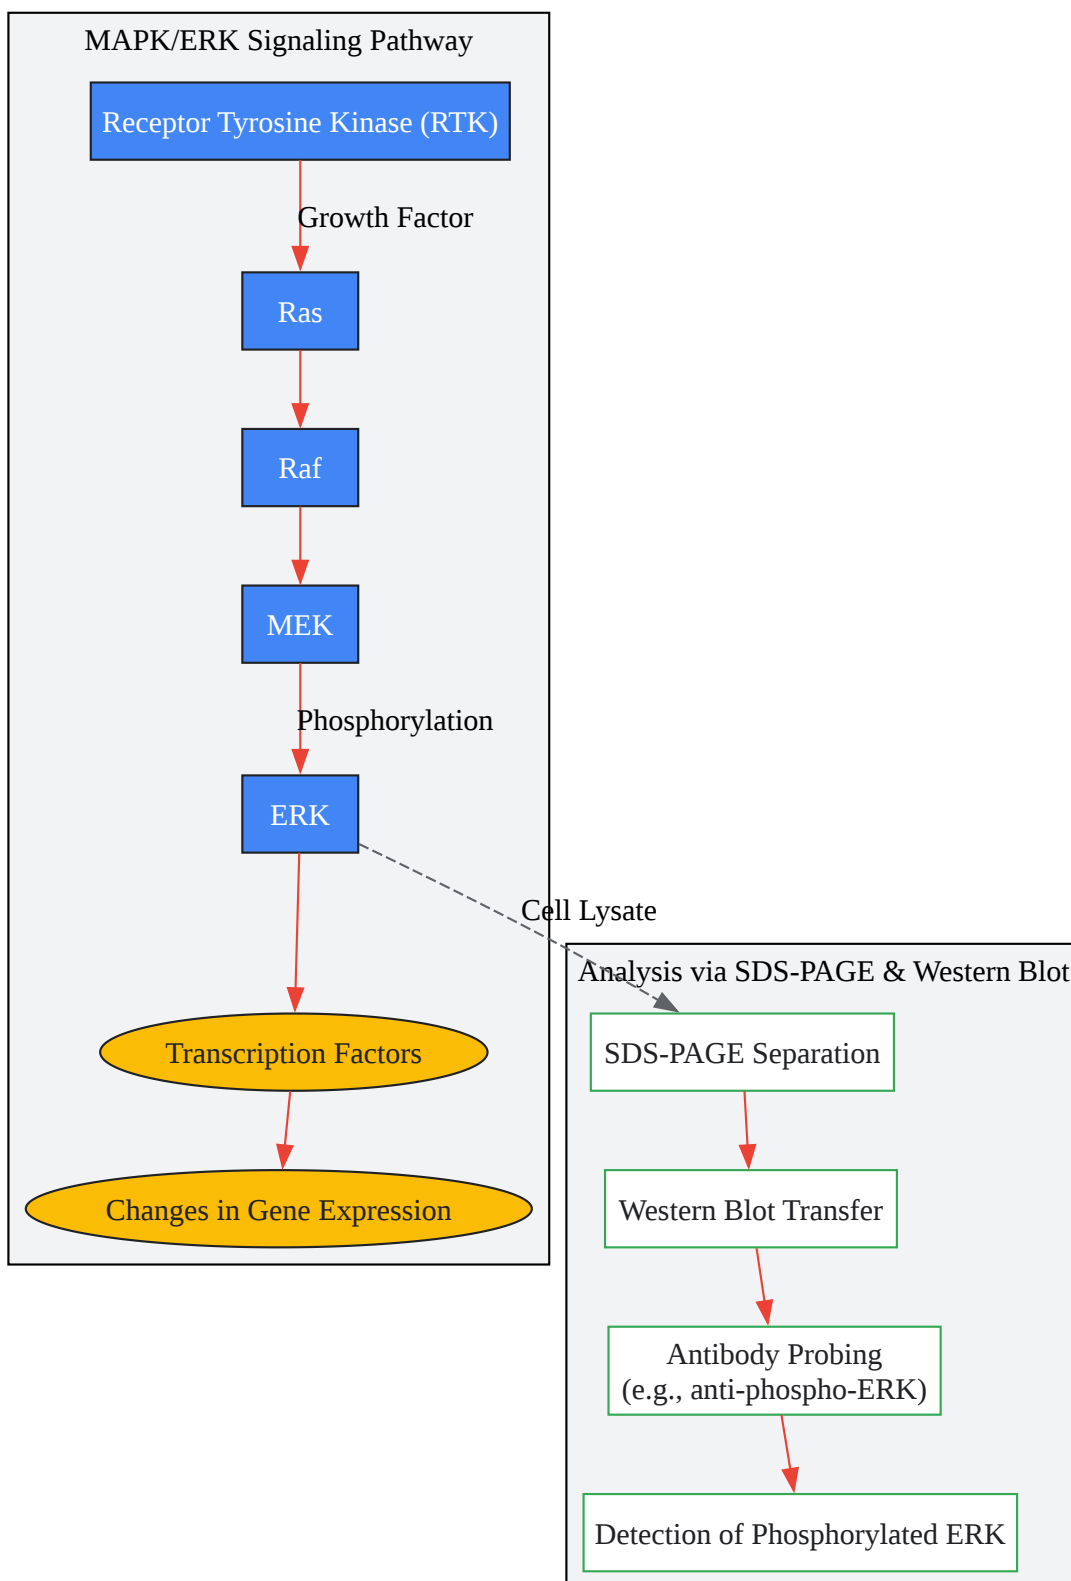 MAPK/ERK Signaling Pathway
Receptor Tyrosine Kinase (RTK)
Growth Factor
Ras
Raf
MEK
Phosphorylation
ERK
Cell Lysate
Transcription Factors
Changes in Gene Expression
Analysis via SDS-PAGE & Western Blot
SDS-PAGE Separation
Western Blot Transfer
Antibody Probing
(e.g., anti-phospho-ERK)
Detection of Phosphorylated ERK